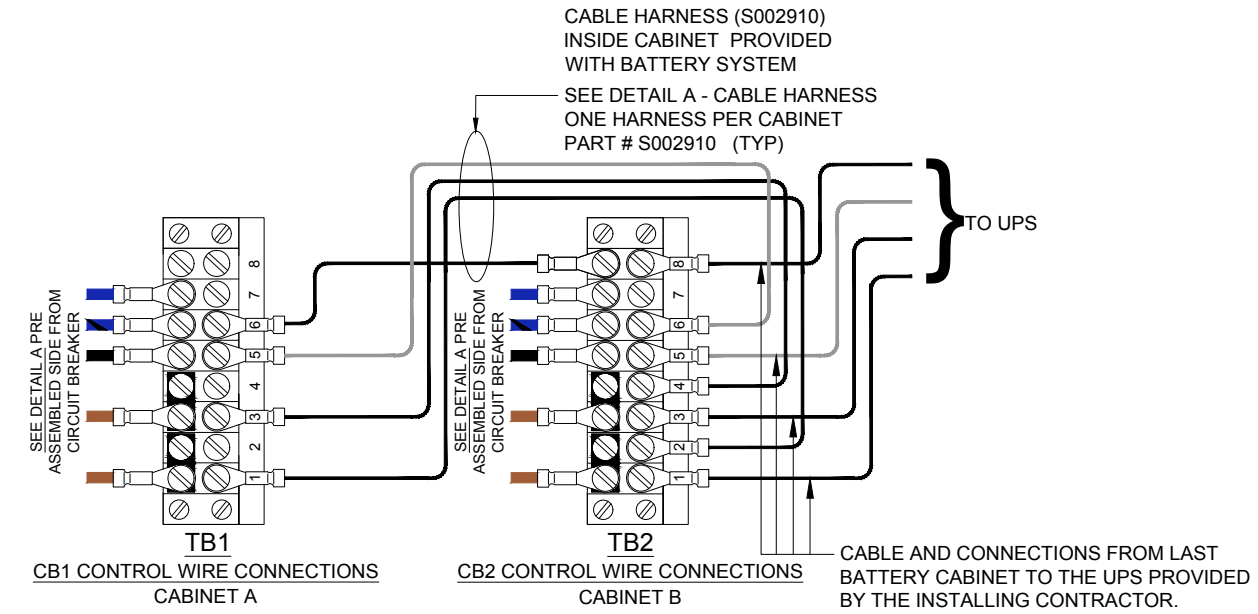 CABLE HARNESS (S002910)
INSIDE CABINET PROVIDED
WITH BATTERY SYSTEM
SEE DETAIL A - CABLE HARNESS
ONE HARNESS PER CABINET
PART # S002910 (TYP)
TO UPS
SEE DETAIL A PRE
ASSEMBLED SIDE FROM
CIRCUIT BREAKER
8
7
6
5
4
3
2
1
SEE DETAIL A PRE
ASSEMBLED SIDE FROM
CIRCUIT BREAKER
8
7
6
5
4
3
2
1
TB1
CB1 CONTROL WIRE CONNECTIONS
CABINET A
TB2
CB2 CONTROL WIRE CONNECTIONS
CABINET B
CABLE AND CONNECTIONS FROM LAST
BATTERY CABINET TO THE UPS PROVIDED
BY THE INSTALLING CONTRACTOR.